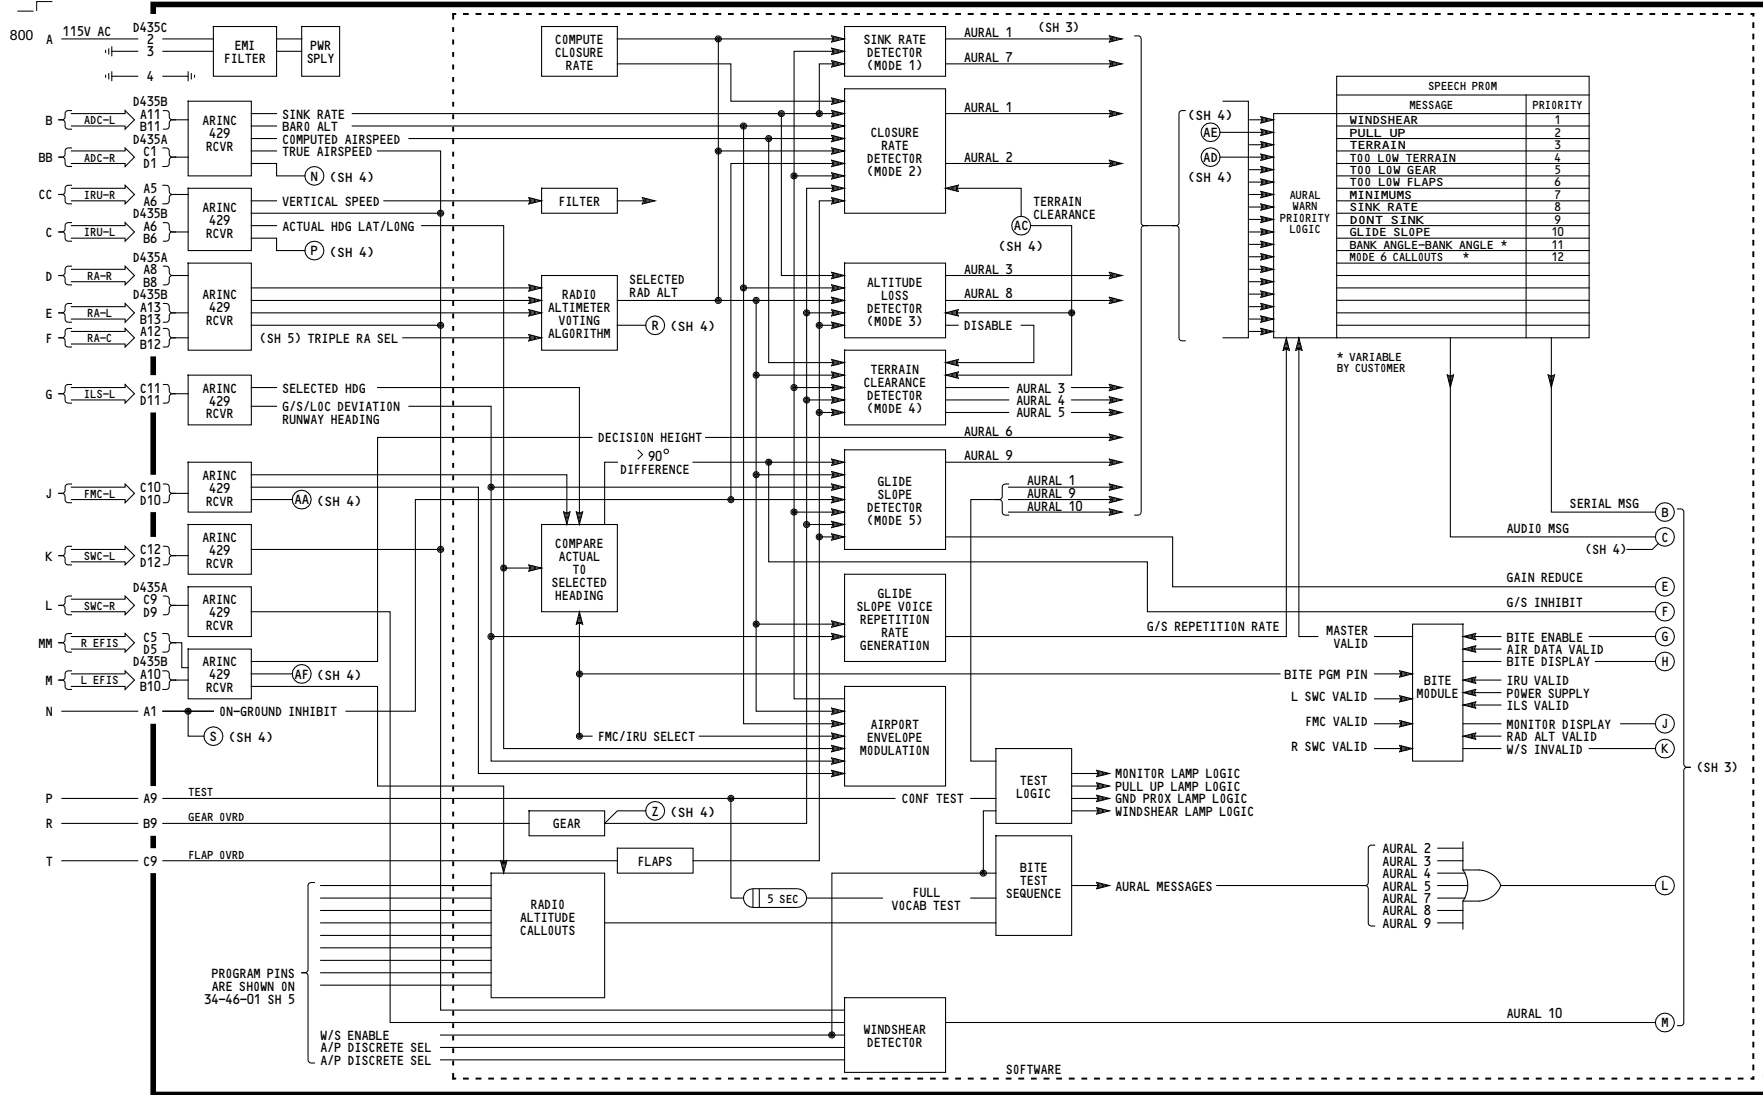 800
A 115V AC D435C
2
3
4
EMI
FILTER
PWR
SPLY
D435B
B ADC-L A11
B11
D435A
BB ADC-R C1
D1
ARINC
429
RCVR
SINK RATE
BARO ALT
COMPUTED AIRSPEED
TRUE AIRSPEED
N (SH 4)
CC IRU-R A5
A6
D435B
C IRU-L A6
B6
ARINC
429
RCVR
VERTICAL SPEED
ACTUAL HDG LAT/LONG
P (SH 4)
D435A
D RA-R A8
B8
D435B
E RA-L A13
B13
F RA-C A12
B12
ARINC
429
RCVR
(SH 5) TRIPLE RA SEL
G ILS-L C11
D11
ARINC
429
RCVR
SELECTED HDG
G/S/LOC DEVIATION
RUNWAY HEADING
J FMC-L C10
D10
ARINC
429
RCVR
AA (SH 4)
K SWC-L C12
D12
ARINC
429
RCVR
D435A
L SWC-R C9
D9
ARINC
429
RCVR
MM R EFIS C5
D5
D435B
M L EFIS A10
B10
ARINC
429
RCVR
AF (SH 4)
N A1 ON-GROUND INHIBIT
S (SH 4)
P A9 TEST
R B9 GEAR OVRD
T C9 FLAP OVRD
PROGRAM PINS
ARE SHOWN ON
34-46-01 SH 5
W/S ENABLE
A/P DISCRETE SEL
A/P DISCRETE SEL
COMPUTE
CLOSURE
RATE
FILTER
RADIO
ALTIMETER
VOTING
ALGORITHM
SELECTED
RAD ALT
R (SH 4)
DECISION HEIGHT
> 90°
DIFFERENCE
COMPARE
ACTUAL
TO
SELECTED
HEADING
FMC/IRU SELECT
GEAR
Z (SH 4)
FLAPS
RADIO
ALTITUDE
CALLOUTS
5 SEC
FULL
VOCAB TEST
CONF TEST
SINK RATE
DETECTOR
(MODE 1)
AURAL 1 (SH 3)
AURAL 7
CLOSURE
RATE
DETECTOR
(MODE 2)
AURAL 1
AURAL 2
TERRAIN
CLEARANCE
AC
(SH 4)
ALTITUDE
LOSS
DETECTOR
(MODE 3)
AURAL 3
AURAL 8
DISABLE
TERRAIN
CLEARANCE
DETECTOR
(MODE 4)
AURAL 3
AURAL 4
AURAL 5
AURAL 6
GLIDE
SLOPE
DETECTOR
(MODE 5)
AURAL 9
AURAL 1
AURAL 9
AURAL 10
GLIDE
SLOPE VOICE
REPETITION
RATE
GENERATION
G/S REPETITION RATE
AIRPORT
ENVELOPE
MODULATION
TEST
LOGIC
MONITOR LAMP LOGIC
PULL UP LAMP LOGIC
GND PROX LAMP LOGIC
WINDSHEAR LAMP LOGIC
BITE
TEST
SEQUENCE
AURAL MESSAGES
WINDSHEAR
DETECTOR
AURAL 10
M
SOFTWARE
(SH 4)
AE
AD
(SH 4)
AURAL
WARN
PRIORITY
LOGIC
SPEECH PROM
MESSAGE PRIORITY
WINDSHEAR 1
PULL UP 2
TERRAIN 3
TOO LOW TERRAIN 4
TOO LOW GEAR 5
TOO LOW FLAPS 6
MINIMUMS 7
SINK RATE 8
DONT SINK 9
GLIDE SLOPE 10
BANK ANGLE-BANK ANGLE * 11
MODE 6 CALLOUTS * 12
* VARIABLE
BY CUSTOMER
SERIAL MSG B
AUDIO MSG C
(SH 4)
GAIN REDUCE E
G/S INHIBIT F
MASTER
VALID
BITE PGM PIN
L SWC VALID
FMC VALID
R SWC VALID
BITE
MODULE
BITE ENABLE G
AIR DATA VALID
BITE DISPLAY H
IRU VALID
POWER SUPPLY
ILS VALID
MONITOR DISPLAY J
RAD ALT VALID
W/S INVALID K
(SH 3)
AURAL 2
AURAL 3
AURAL 4
AURAL 5
AURAL 7
AURAL 8
AURAL 9
L